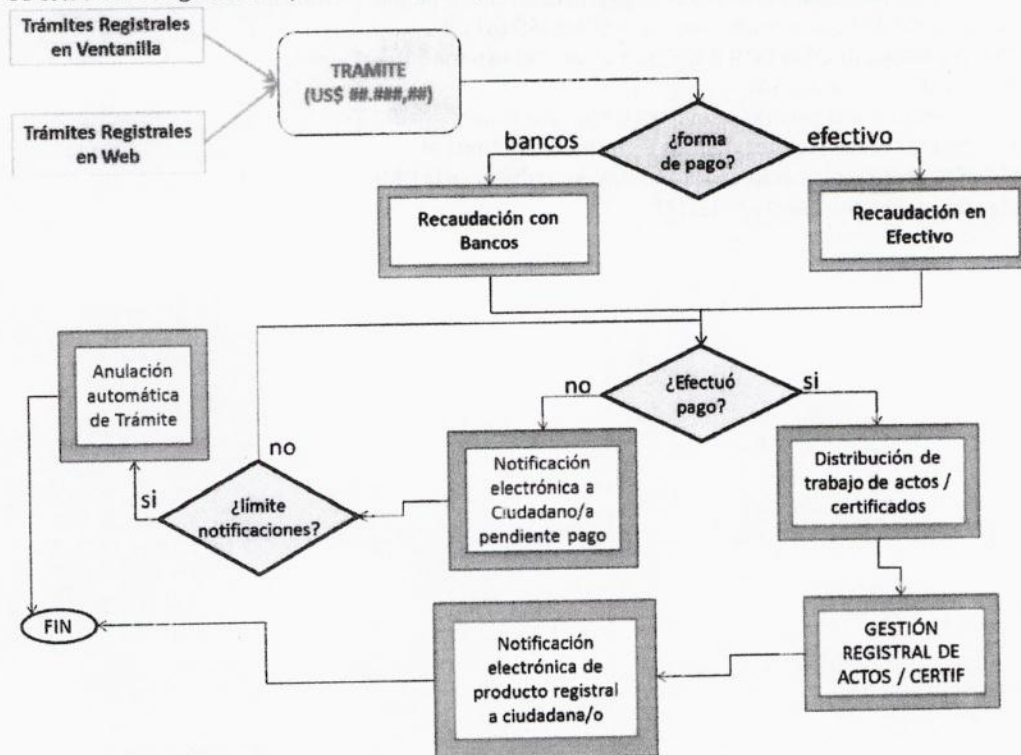 Trámites Registrales
en Ventanilla
TRAMITE
(US$ ##.###,##)
Trámites Registrales
en Web
¿forma
de pago?
bancos
efectivo
Recaudación con
Bancos
Recaudación en
Efectivo
¿Efectuó
pago?
no
si
Anulación
automática
de Trámite
no
si
¿límite
notificaciones?
Notificación
electrónica a
Ciudadano/a
pendiente pago
Distribución de
trabajo de actos /
certificados
FIN
Notificación
electrónica de
producto registral
a ciudadana/o
GESTIÓN
REGISTRAL DE
ACTOS / CERTIF